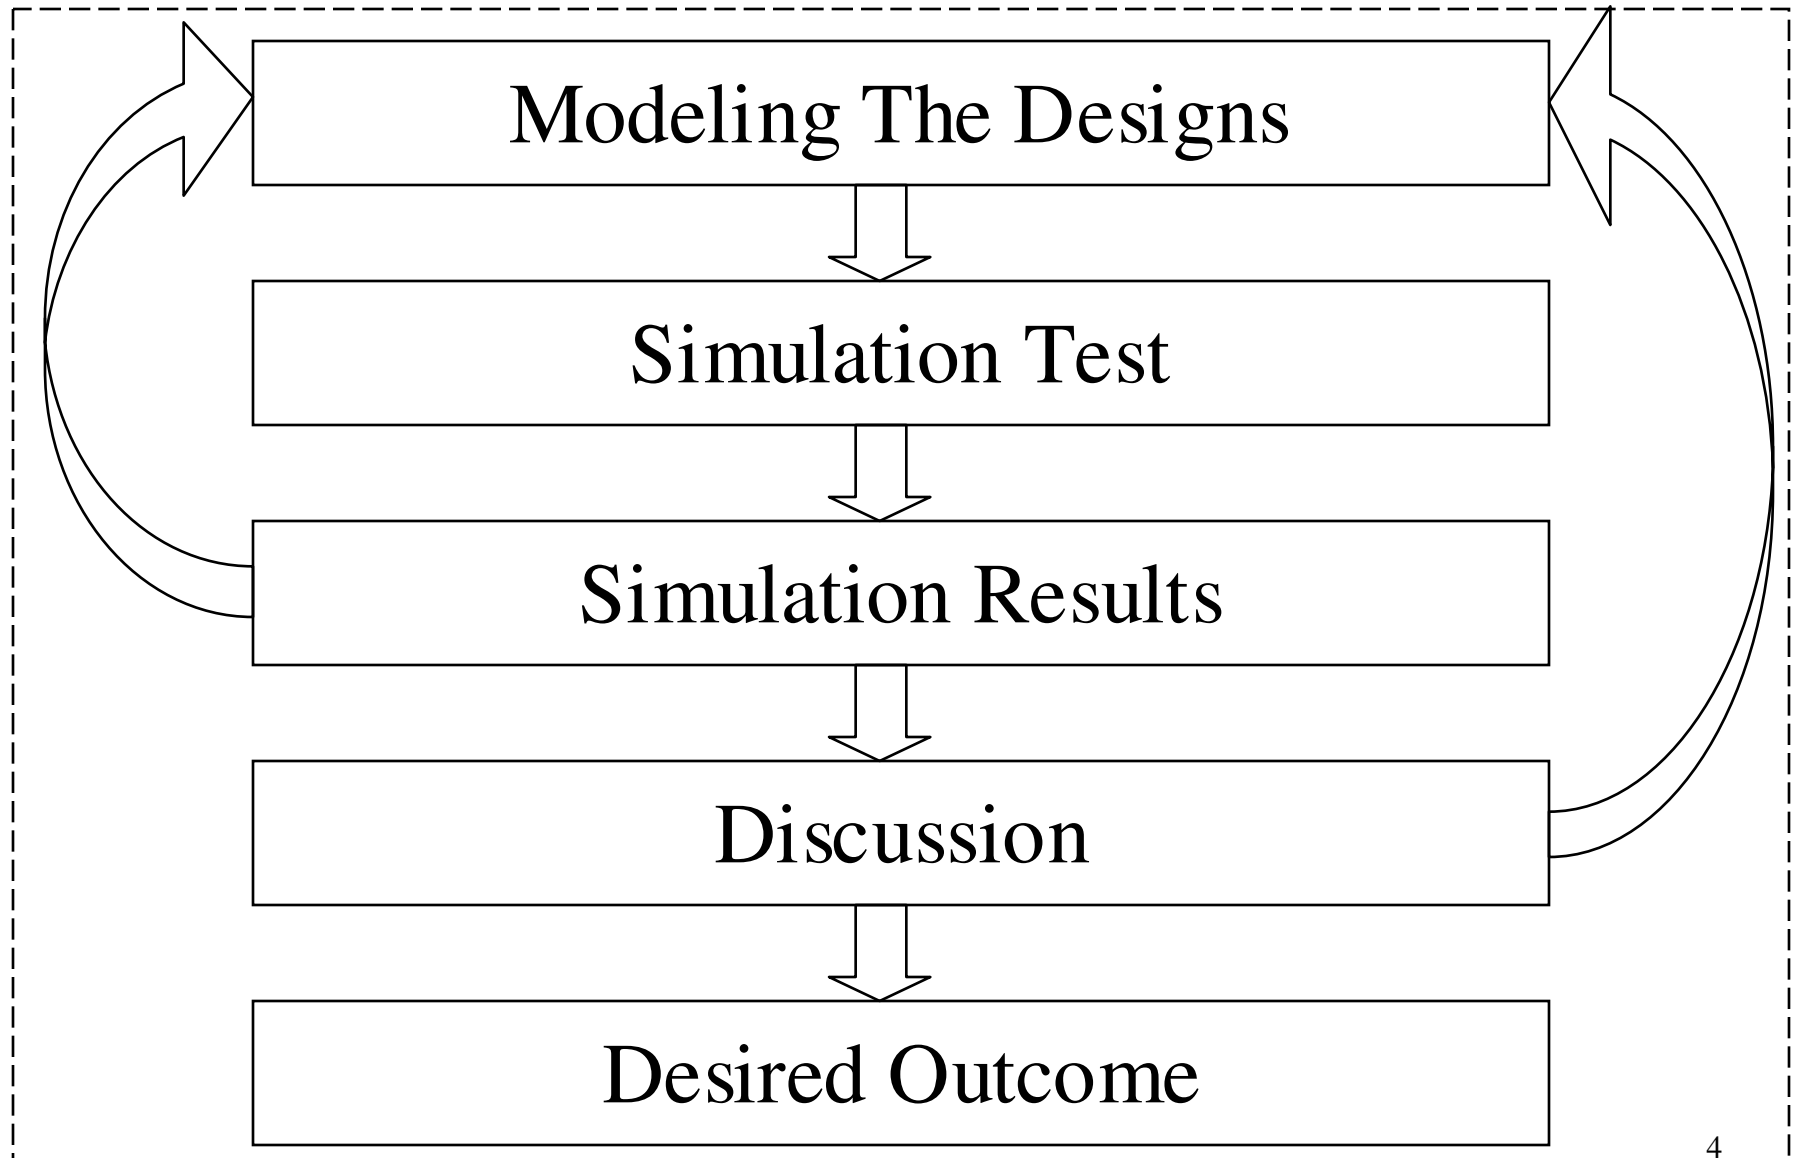 Modeling The Designs
Simulation Test
Simulation Results
Discussion
Desired Outcome
4